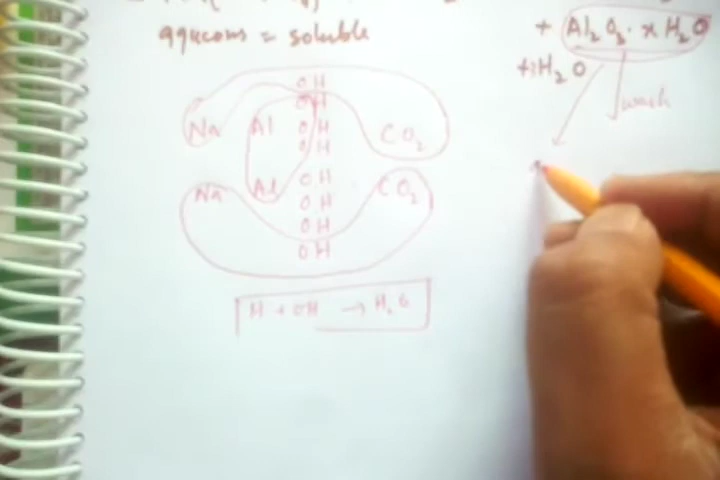 aqueous = soluble
+ Al₂O₃. x H₂O
+ H₂O
wash
OH
OH
Na Al OH CO₂
OH
OH
Na Al OH CO₂
OH
OH
H + OH → H₂O